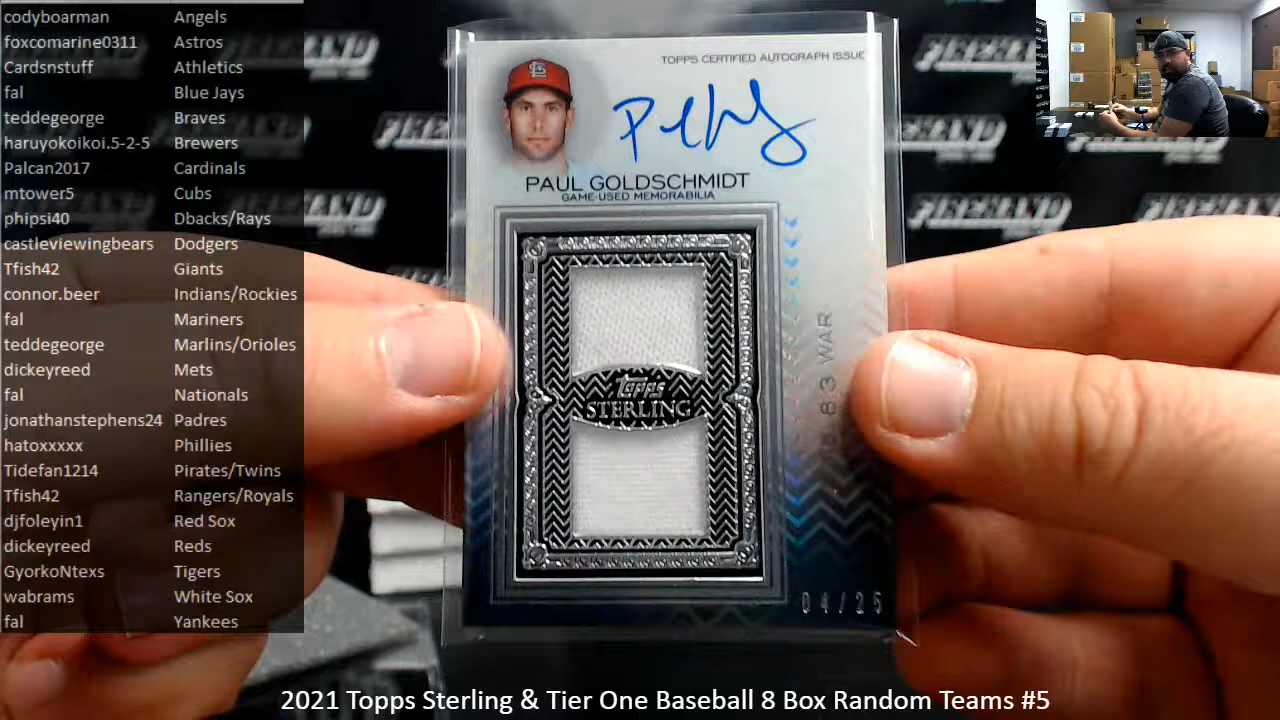 codyboarman Angels
foxcomarine0311 Astros
Cardsnstuff Athletics
fal Blue Jays
teddegeorge Braves
haruyokoikoi.5-2-5 Brewers
Palcan2017 Cardinals
mtower5 Cubs
phipsi40 Dbacks/Rays
castleviewingbears Dodgers
Tfish42 Giants
connor.beer Indians/Rockies
fal Mariners
teddegeorge Marlins/Orioles
dickeyreed Mets
fal Nationals
jonathanstephens24 Padres
hatoxxxxx Phillies
Tidefan1214 Pirates/Twins
Tfish42 Rangers/Royals
djfoleyin1 Red Sox
dickeyreed Reds
GyorkoNtexs Tigers
wabrams White Sox
fal Yankees
TOPPS CERTIFIED AUTOGRAPH ISSUE
PAUL GOLDSCHMIDT
GAME-USED MEMORABILIA
TOPPS
STERLING
WAR
04/25
FIREHAND
FIREHAND
2021 Topps Sterling & Tier One Baseball 8 Box Random Teams #5